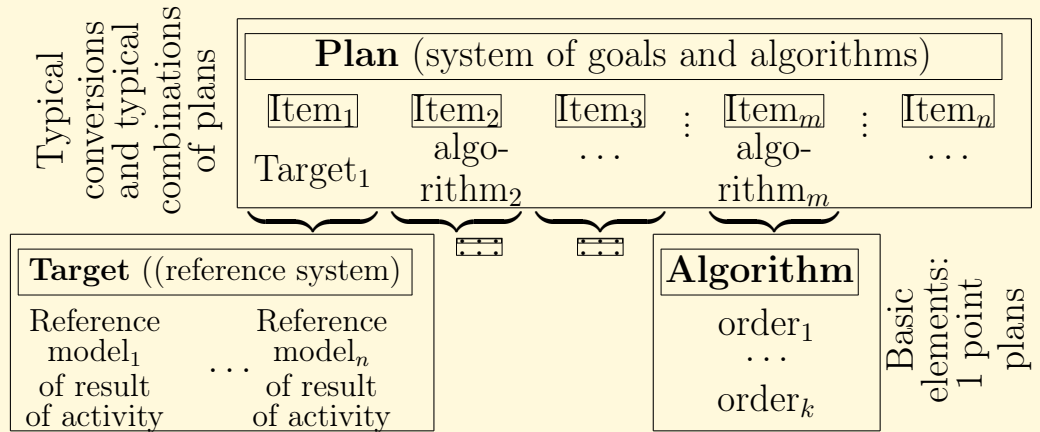 Typical
conversions
and typical
combinations
of plans
Plan (system of goals and algorithms)
Item₁ Item₂ Item₃ ⋮ Itemₘ ⋮ Itemₙ
Target₁
algo-
rithm₂
...
algo-
rithmₘ
...
Target ((reference system)
Reference
model₁
of result
of activity
...
Reference
modelₙ
of result
of activity
Algorithm
order₁
...
orderₖ
Basic
elements:
1 point
plans